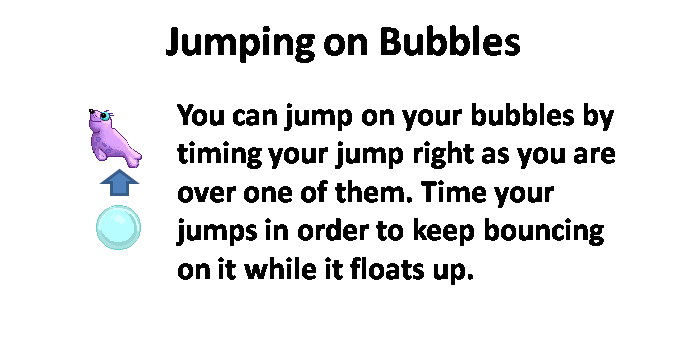 Jumping on Bubbles
You can jump on your bubbles by
timing your jump right as you are
over one of them. Time your
jumps in order to keep bouncing
on it while it floats up.